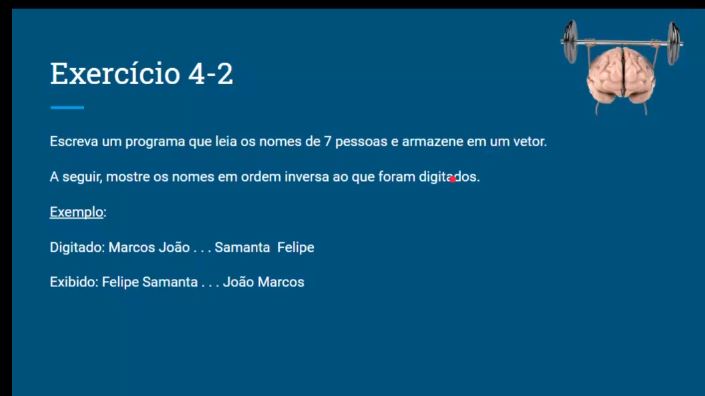 Exercício 4-2
Escreva um programa que leia os nomes de 7 pessoas e armazene em um vetor.
A seguir, mostre os nomes em ordem inversa ao que foram digitados.
Exemplo:
Digitado: Marcos João . . . Samanta  Felipe
Exibido: Felipe Samanta . . . João Marcos